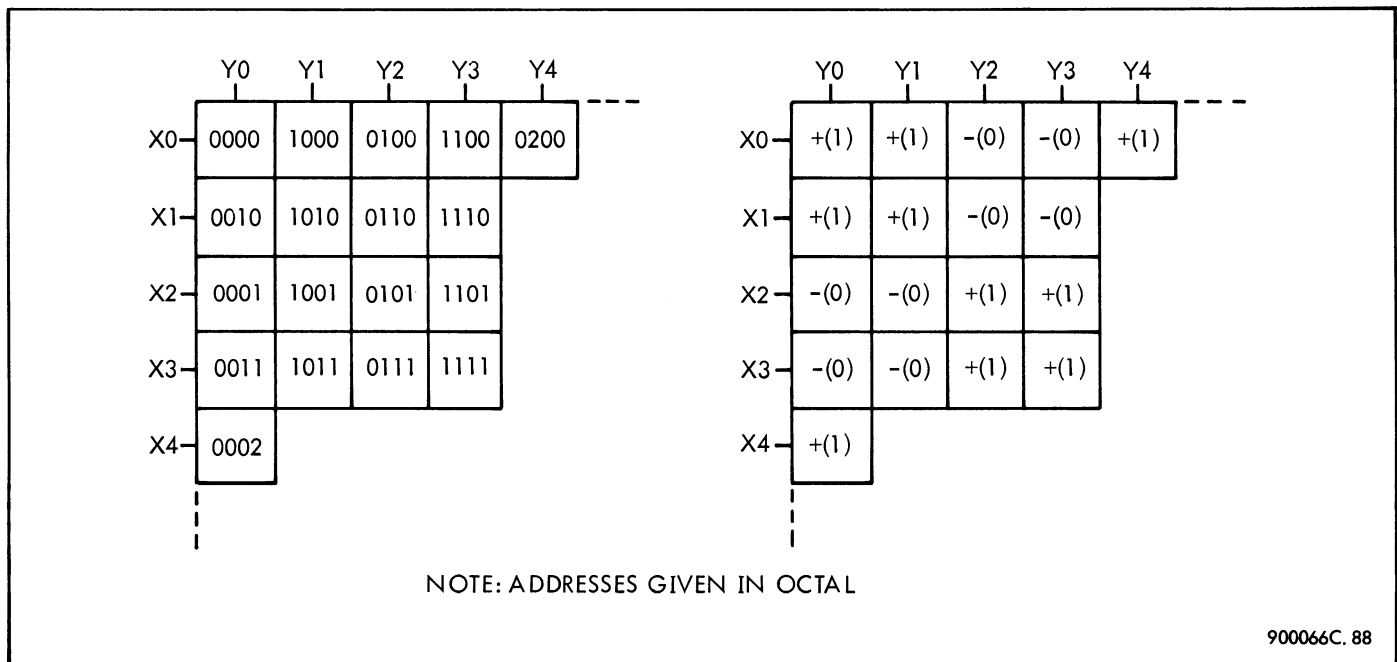 Y0 Y1 Y2 Y3 Y4
X0 0000 1000 0100 1100 0200
X1 0010 1010 0110 1110
X2 0001 1001 0101 1101
X3 0011 1011 0111 1111
X4 0002
Y0 Y1 Y2 Y3 Y4
X0 +(1) +(1) -(0) -(0) +(1)
X1 +(1) +(1) -(0) -(0)
X2 -(0) -(0) +(1) +(1)
X3 -(0) -(0) +(1) +(1)
X4 +(1)
NOTE: ADDRESSES GIVEN IN OCTAL
900066C. 88